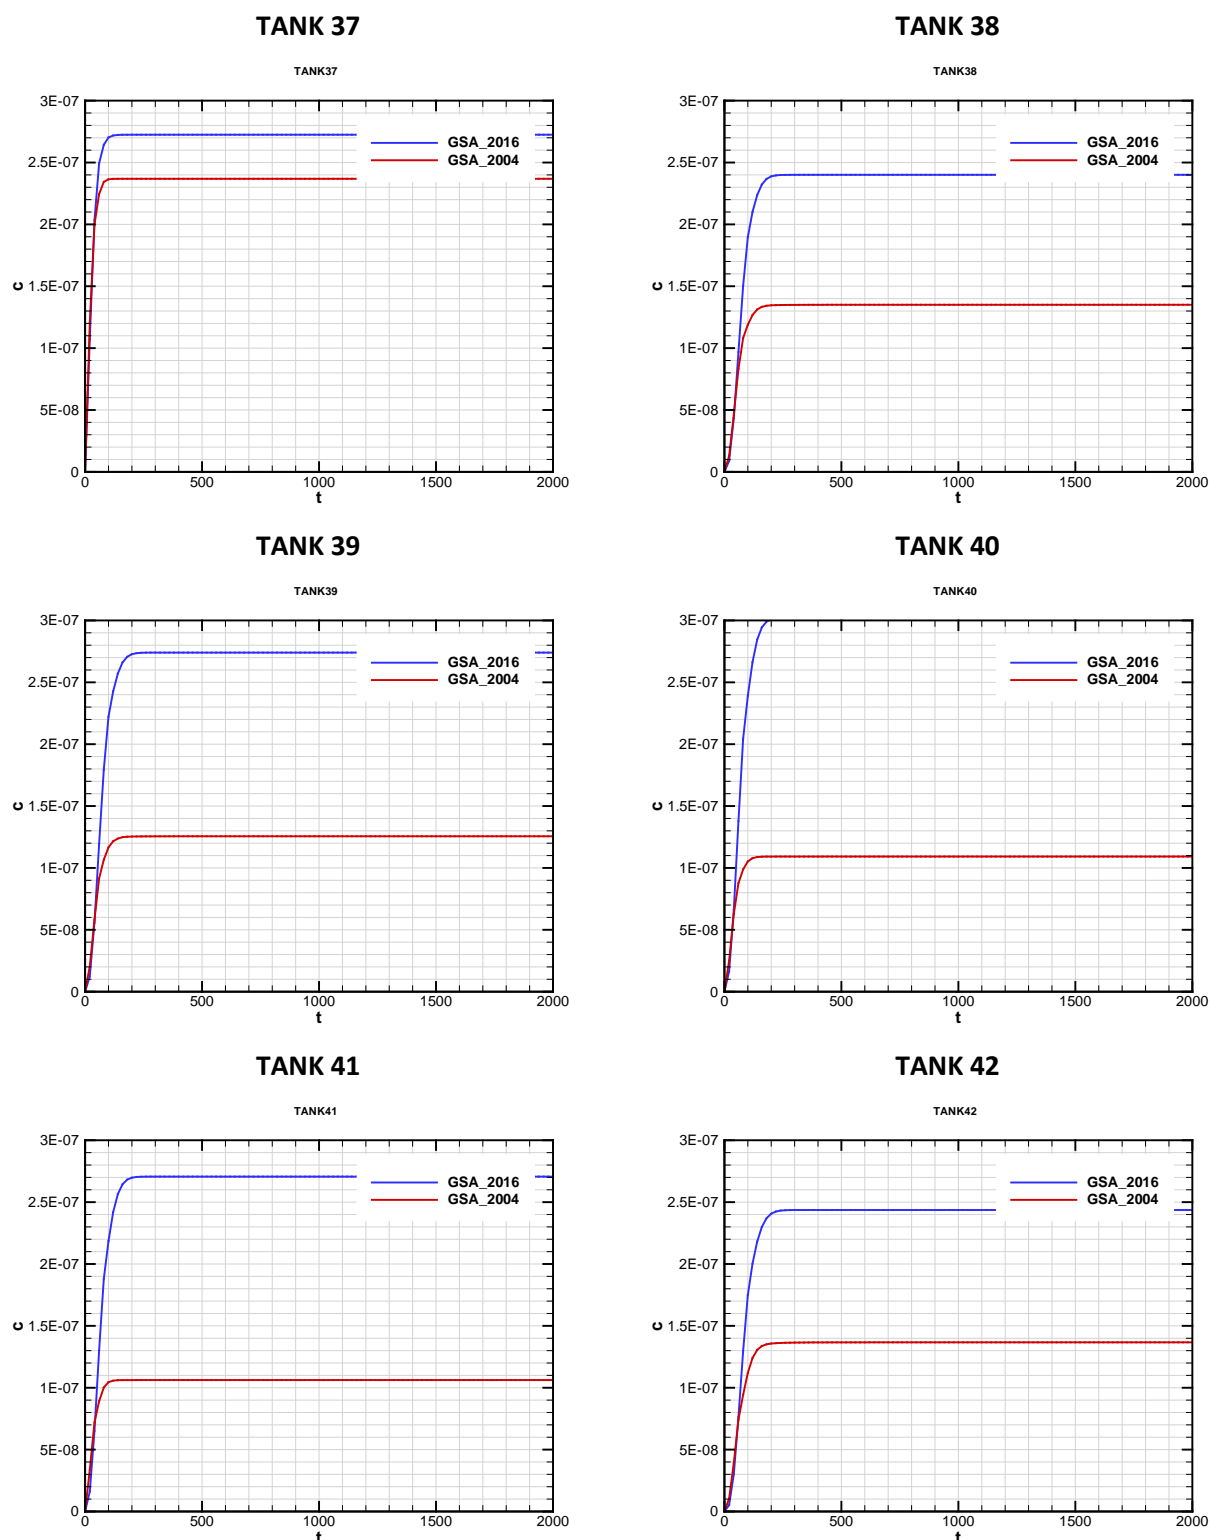 TANK 37
TANK37
3E-07
2.5E-07
2E-07
1.5E-07
1E-07
5E-08
0
c
0 500 1000 1500 2000
t
GSA_2016
GSA_2004
TANK 38
TANK38
3E-07
2.5E-07
2E-07
1.5E-07
1E-07
5E-08
0
c
0 500 1000 1500 2000
t
GSA_2016
GSA_2004
TANK 39
TANK39
3E-07
2.5E-07
2E-07
1.5E-07
1E-07
5E-08
0
c
0 500 1000 1500 2000
t
GSA_2016
GSA_2004
TANK 40
TANK40
3E-07
2.5E-07
2E-07
1.5E-07
1E-07
5E-08
0
c
0 500 1000 1500 2000
t
GSA_2016
GSA_2004
TANK 41
TANK41
3E-07
2.5E-07
2E-07
1.5E-07
1E-07
5E-08
0
c
0 500 1000 1500 2000
t
GSA_2016
GSA_2004
TANK 42
TANK42
3E-07
2.5E-07
2E-07
1.5E-07
1E-07
5E-08
0
c
0 500 1000 1500 2000
t
GSA_2016
GSA_2004